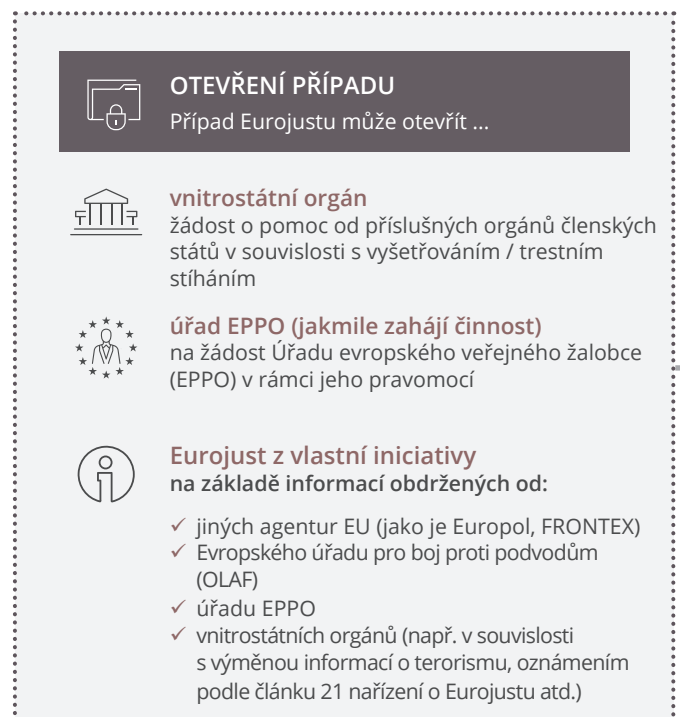 OTEVŘENÍ PŘÍPADU
Případ Eurojustu může otevřít ...
vnitrostátní orgán
žádost o pomoc od příslušných orgánů členských
států v souvislosti s vyšetřováním / trestním
stíháním
úřad EPPO (jakmile zahájí činnost)
na žádost Úřadu evropského veřejného žalobce
(EPPO) v rámci jeho pravomocí
Eurojust z vlastní iniciativy
na základě informací obdržených od:
✓ jiných agentur EU (jako je Europol, FRONTEX)
✓ Evropského úřadu pro boj proti podvodům
(OLAF)
✓ úřadu EPPO
✓ vnitrostátních orgánů (např. v souvislosti
s výměnou informací o terorismu, oznámením
podle článku 21 nařízení o Eurojustu atd.)